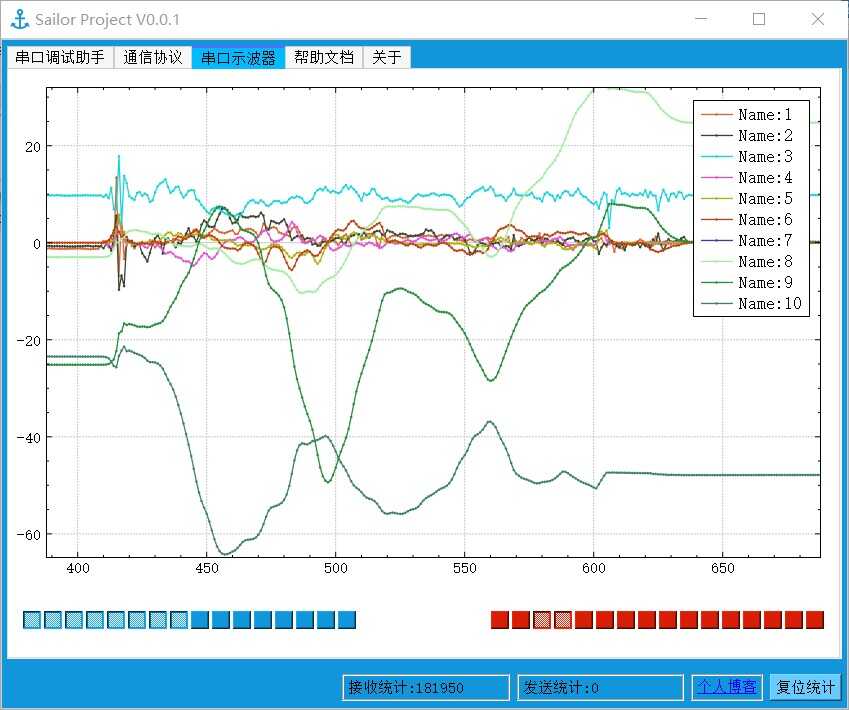 Sailor Project V0.0.1
串口调试助手 通信协议 串口示波器 帮助文档 关于
20
0
-20
-40
-60
400 450 500 550 600 650
Name:1
Name:2
Name:3
Name:4
Name:5
Name:6
Name:7
Name:8
Name:9
Name:10
接收统计:181950 发送统计:0 个人博客 复位统计